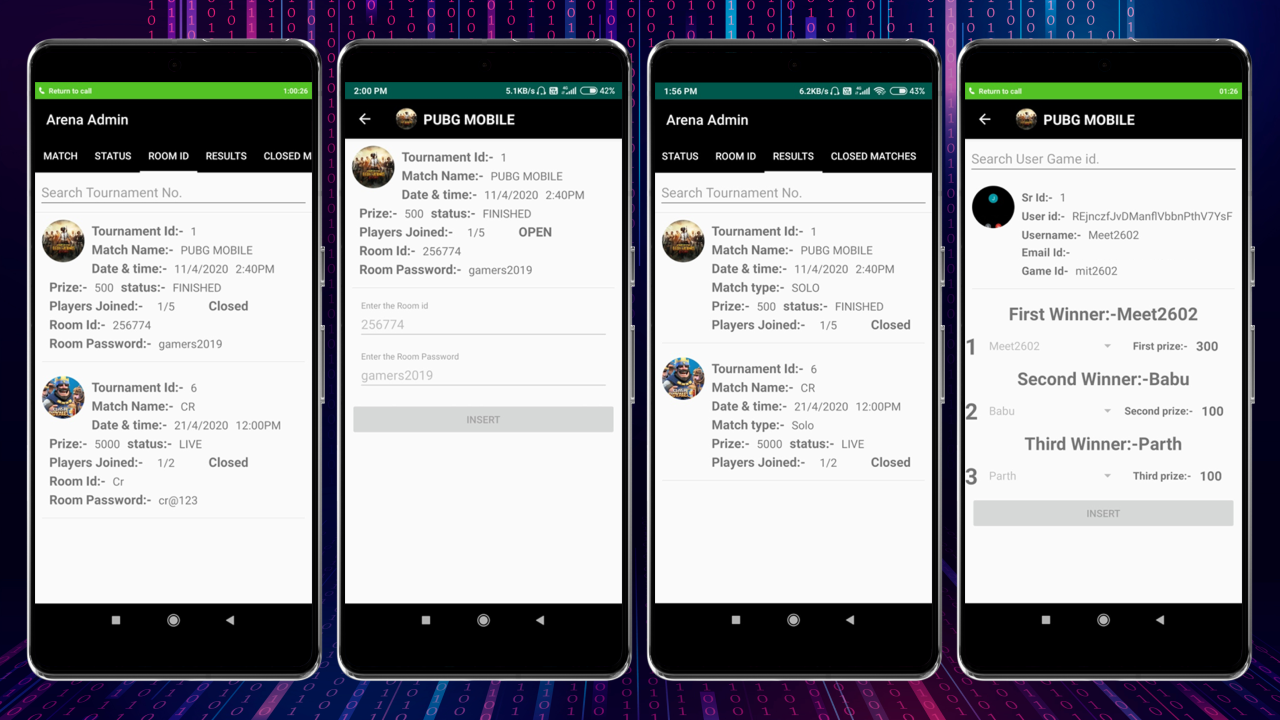 Return to call 1:00:26
Arena Admin
MATCH STATUS ROOM ID RESULTS CLOSED M
Search Tournament No.
Tournament Id:- 1
Match Name:- PUBG MOBILE
Date & time:- 11/4/2020 2:40PM
Prize:- 500 status:- FINISHED
Players Joined:- 1/5 Closed
Room Id:- 256774
Room Password:- gamers2019
Tournament Id:- 6
Match Name:- CR
Date & time:- 21/4/2020 12:00PM
Prize:- 5000 status:- LIVE
Players Joined:- 1/2 Closed
Room Id:- Cr
Room Password:- cr@123
2:00 PM 5.1KB/s 42%
PUBG MOBILE
Tournament Id:- 1
Match Name:- PUBG MOBILE
Date & time:- 11/4/2020 2:40PM
Prize:- 500 status:- FINISHED
Players Joined:- 1/5 OPEN
Room Id:- 256774
Room Password:- gamers2019
Enter the Room id
256774
Enter the Room Password
gamers2019
INSERT
1:56 PM 6.2KB/s 43%
Arena Admin
STATUS ROOM ID RESULTS CLOSED MATCHES
Search Tournament No.
Tournament Id:- 1
Match Name:- PUBG MOBILE
Date & time:- 11/4/2020 2:40PM
Match type:- SOLO
Prize:- 500 status:- FINISHED
Players Joined:- 1/5 Closed
Tournament Id:- 6
Match Name:- CR
Date & time:- 21/4/2020 12:00PM
Match type:- Solo
Prize:- 5000 status:- LIVE
Players Joined:- 1/2 Closed
Return to call 01:26
PUBG MOBILE
Search User Game id.
Sr Id:- 1
User id:- REjnczfJvDManflVbbnPthV7YsF
Username:- Meet2602
Email Id:-
Game Id- mit2602
First Winner:-Meet2602
1 Meet2602 First prize:- 300
Second Winner:-Babu
2 Babu Second prize:- 100
Third Winner:-Parth
3 Parth Third prize:- 100
INSERT